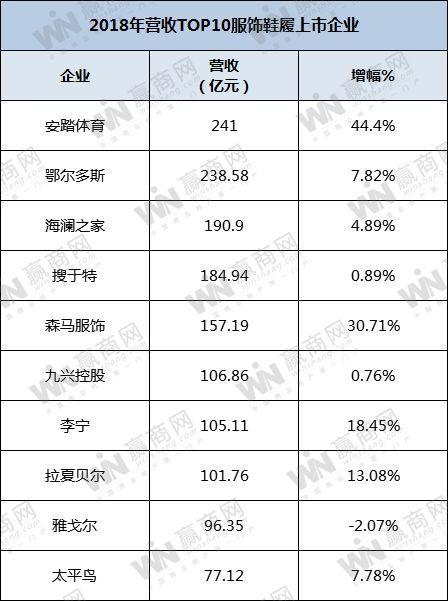 2018年营收TOP10服饰鞋履上市企业
企业 营收 增幅%
（亿元）
安踏体育 241 44.4%
鄂尔多斯 238.58 7.82%
海澜之家 190.9 4.89%
搜于特 184.94 0.89%
森马服饰 157.19 30.71%
九兴控股 106.86 0.76%
李宁 105.11 18.45%
拉夏贝尔 101.76 13.08%
雅戈尔 96.35 -2.07%
太平鸟 77.12 7.78%
WIN 赢商网